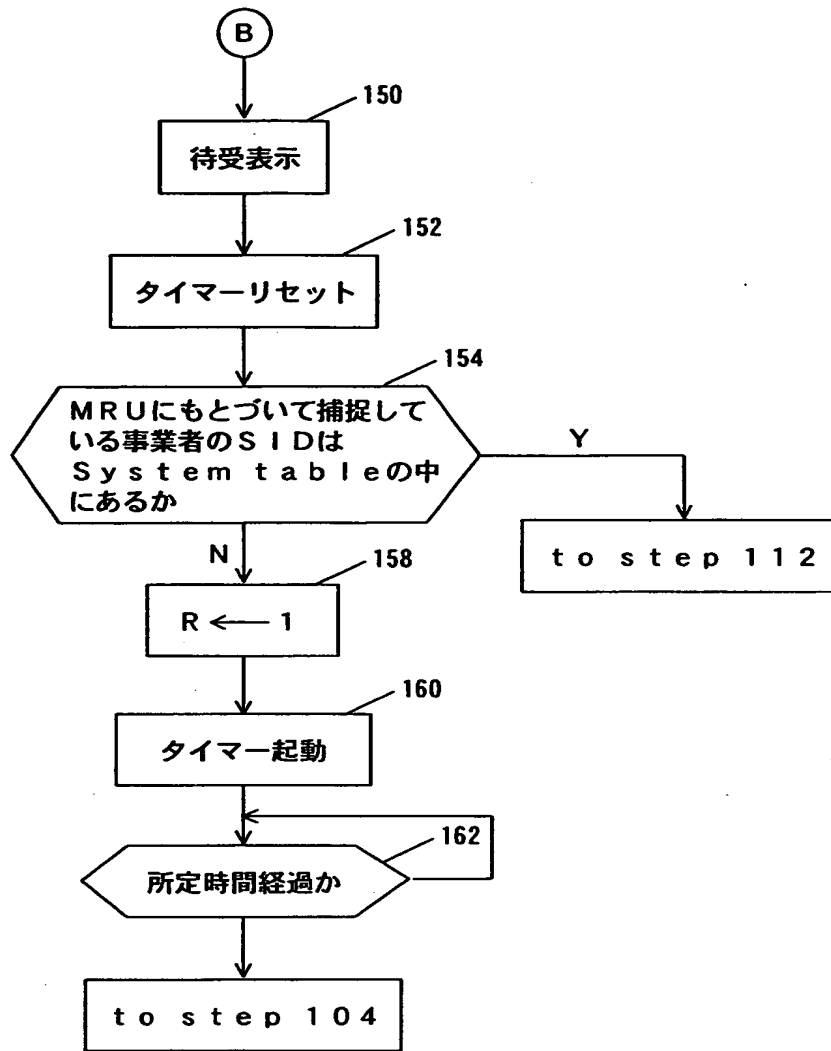 B
150
待受表示
152
タイマーリセット
154
MRUにもとづいて捕捉して
いる事業者のSIDは
System tableの中
にあるか
Y
to step 112
N
158
R ← 1
160
タイマー起動
162
所定時間経過か
to step 104